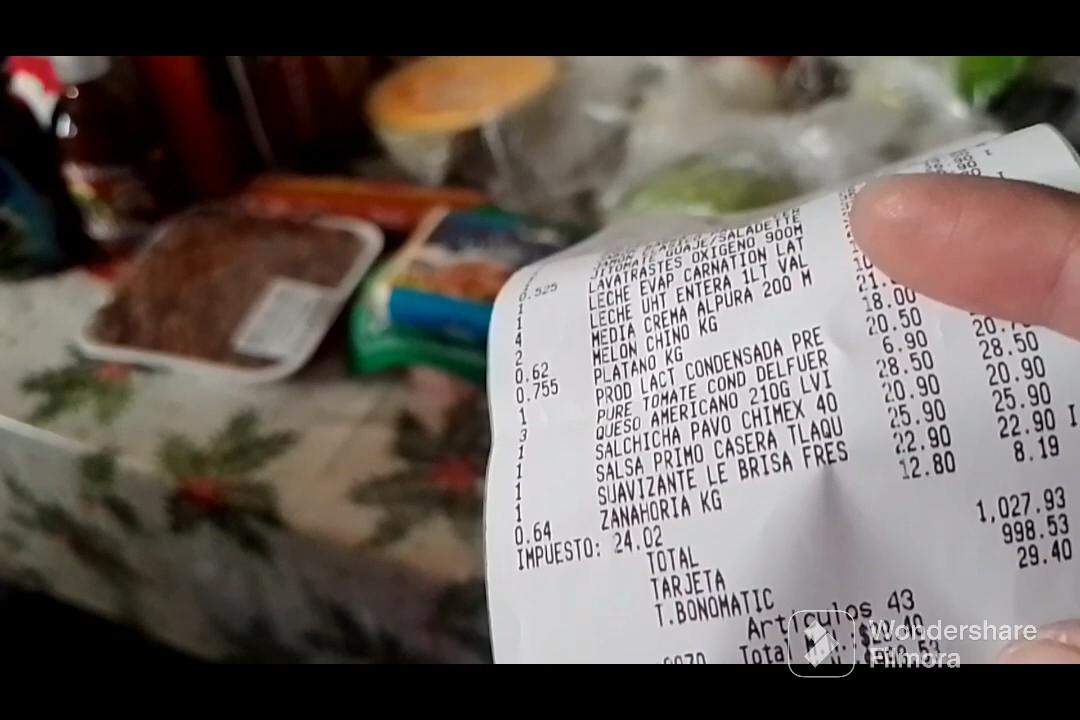 0.525 GUAJE/SALADETTE
1 LAVATRASTES OXIGENO 900M
1 LECHE EVAP CARNATION LAT
4 LECHE UHT ENTERA 1LT VAL
2 MEDIA CREMA ALPURA 200 M
0.62 MELON CHINO KG
0.755 PLATANO KG 18.00
1 PROD LACT CONDENSADA PRE 20.50
3 PURE TOMATE COND DELFUER 6.90
1 QUESO AMERICANO 210G LVI 28.50 28.50
1 SALCHICHA PAVO CHIMEX 40 20.90 20.90
1 SALSA PRIMO CASERA TLAQU 25.90 25.90
1 SUAVIZANTE LE BRISA FRES 22.90 22.90 I
0.64 ZANAHORIA KG 12.80 8.19
IMPUESTO: 24.02
TOTAL 1,027.93
TARJETA 998.53
T.BONOMATIC 29.40
Artículos 43
Total
Wondershare
Filmora